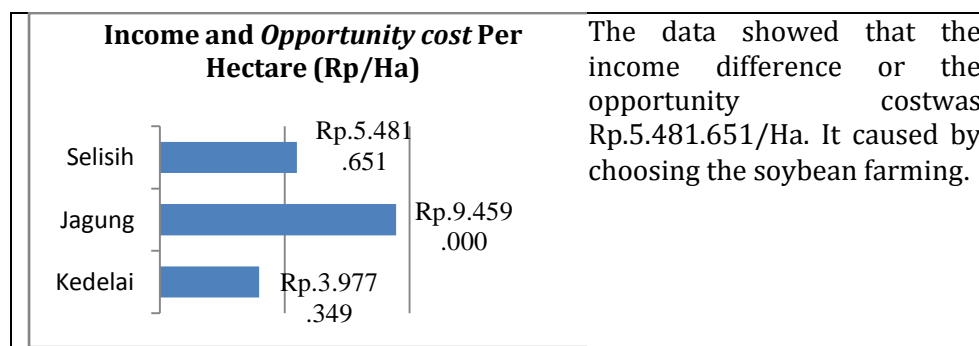 Income and Opportunity cost Per
Hectare (Rp/Ha)
Selisih
Rp.5.481
.651
Jagung
Rp.9.459
.000
Kedelai
Rp.3.977
.349
The data showed that the
income difference or the
opportunity costwas
Rp.5.481.651/Ha. It caused by
choosing the soybean farming.